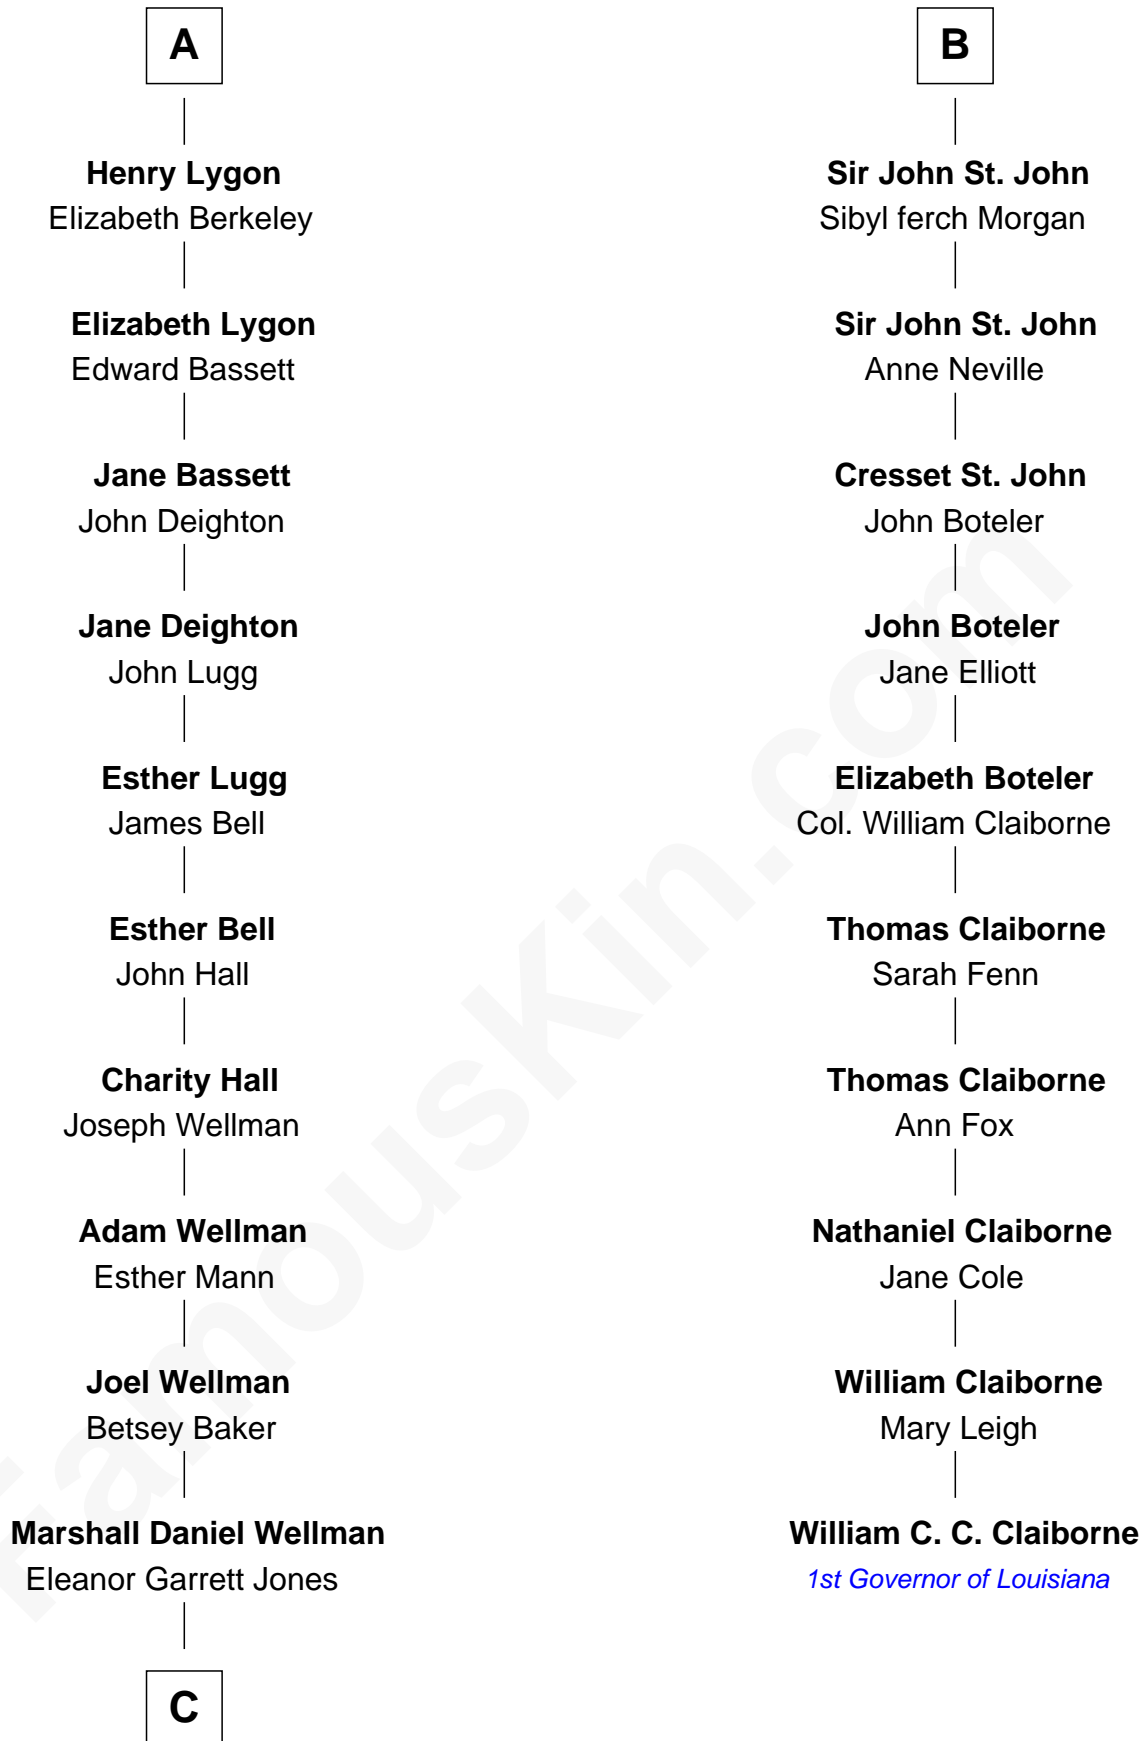 A
Henry Lygon
Elizabeth Berkeley
Elizabeth Lygon
Edward Bassett
Jane Bassett
John Deighton
Jane Deighton
John Lugg
Esther Lugg
James Bell
Esther Bell
John Hall
Charity Hall
Joseph Wellman
Adam Wellman
Esther Mann
Joel Wellman
Betsey Baker
Marshall Daniel Wellman
Eleanor Garrett Jones
C
B
Sir John St. John
Sibyl ferch Morgan
Sir John St. John
Anne Neville
Cresset St. John
John Boteler
John Boteler
Jane Elliott
Elizabeth Boteler
Col. William Claiborne
Thomas Claiborne
Sarah Fenn
Thomas Claiborne
Ann Fox
Nathaniel Claiborne
Jane Cole
William Claiborne
Mary Leigh
William C. C. Claiborne
1st Governor of Louisiana
FamousKin.com